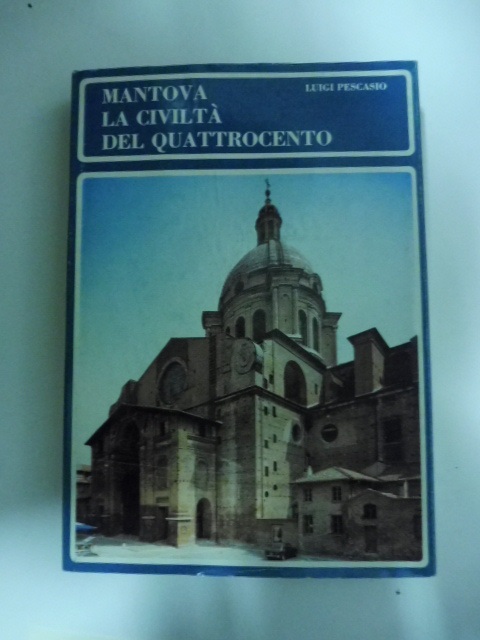 MANTOVA
LUIGI PESCASIO
LA CIVILTÀ
DEL QUATTROCENTO